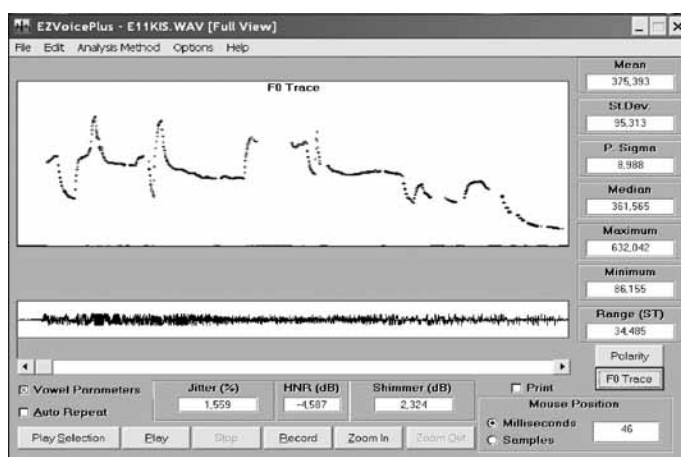 EZVoicePlus - E11KIS.WAV [Full View]
File Edit Analysis Method Options Help
F0 Trace
Mean
375,393
St.Dev.
95,313
P. Sigma
8,988
Median
361,565
Maximum
632,042
Minimum
86,155
Range (ST)
34,485
Polarity
F0 Trace
Vowel Parameters
Auto Repeat
Jitter (%)
1,559
HNR (dB)
-4,587
Shimmer (dB)
2,324
Print
Mouse Position
Milliseconds
Samples
46
Play Selection Play Stop Record Zoom In Zoom Out